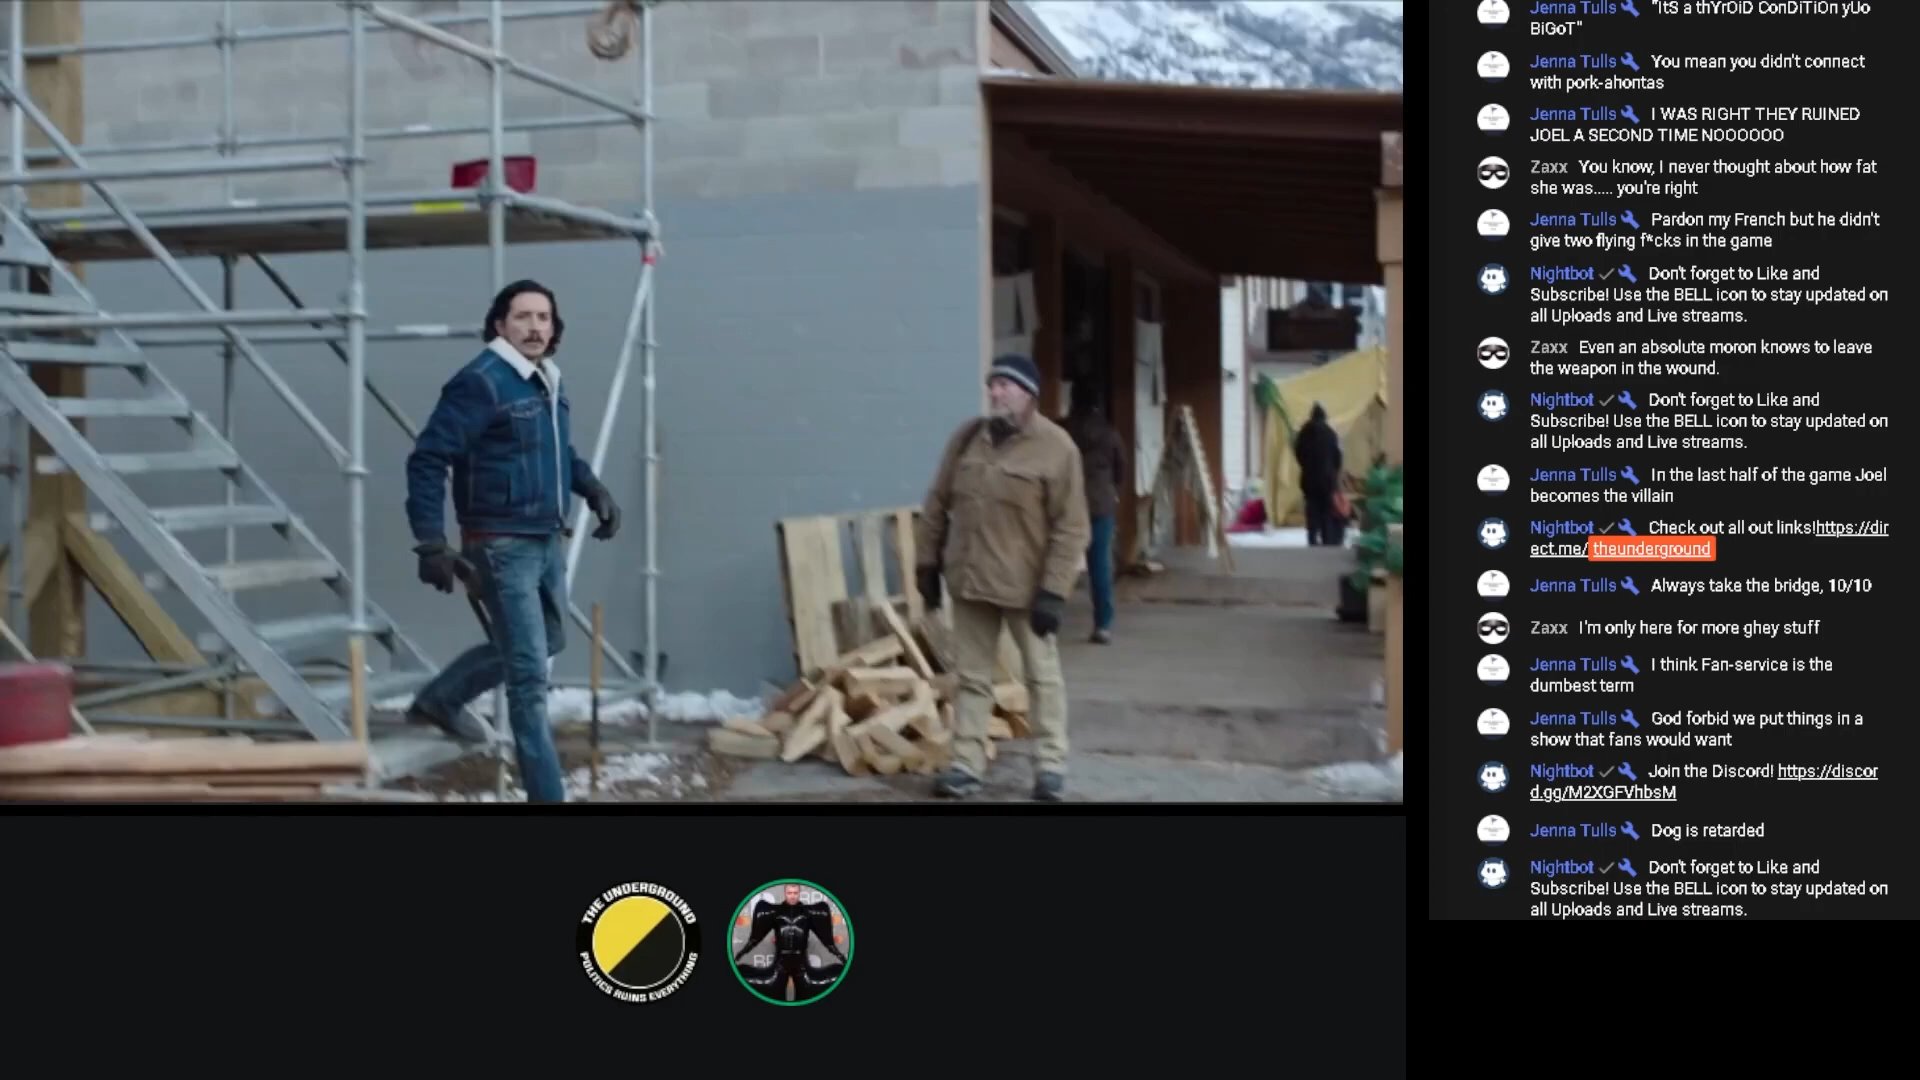 Jenna Tulls "ItS a thYrOiD ConDiTiOn yUo
BiGoT"
Jenna Tulls You mean you didn't connect
with pork-ahontas
Jenna Tulls I WAS RIGHT THEY RUINED
JOEL A SECOND TIME NOOOOOO
Zaxx You know, I never thought about how fat
she was..... you're right
Jenna Tulls Pardon my French but he didn't
give two flying f*cks in the game
Nightbot Don't forget to Like and
Subscribe! Use the BELL icon to stay updated on
all Uploads and Live streams.
Zaxx Even an absolute moron knows to leave
the weapon in the wound.
Nightbot Don't forget to Like and
Subscribe! Use the BELL icon to stay updated on
all Uploads and Live streams.
Jenna Tulls In the last half of the game Joel
becomes the villain
Nightbot Check out all out links!https://dir
ect.me/theunderground
Jenna Tulls Always take the bridge, 10/10
Zaxx I'm only here for more ghey stuff
Jenna Tulls I think Fan-service is the
dumbest term
Jenna Tulls God forbid we put things in a
show that fans would want
Nightbot Join the Discord! https://discor
d.gg/M2XGFVhbsM
Jenna Tulls Dog is retarded
Nightbot Don't forget to Like and
Subscribe! Use the BELL icon to stay updated on
all Uploads and Live streams.
THE UNDERGROUND
POLITICS RUINS EVERYTHING